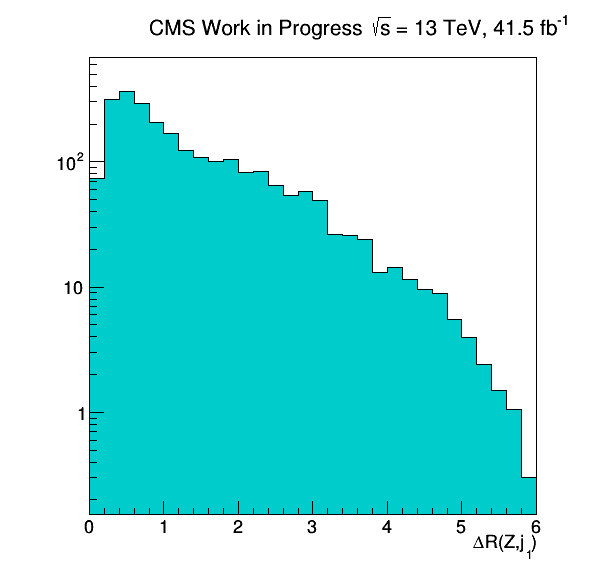 CMS Work in Progress √s = 13 TeV, 41.5 fb⁻¹
10²
10
1
0 1 2 3 4 5 6
ΔR(Z,j₁)